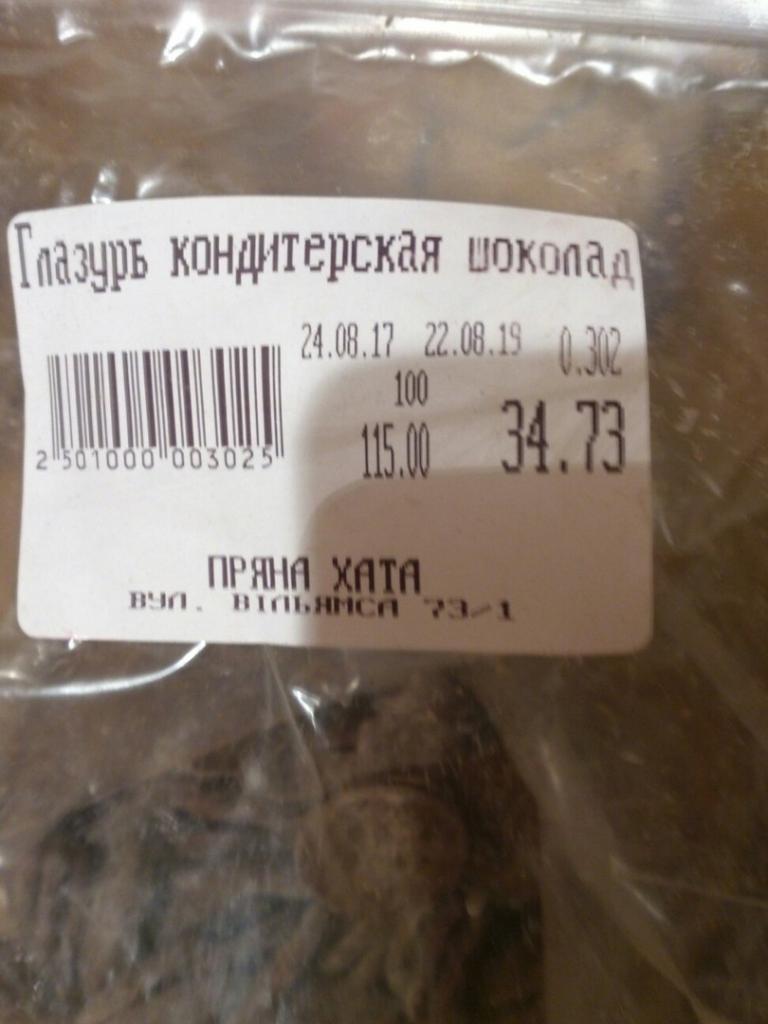 Глазурь кондитерская шоколад
24.08.17 22.08.19 0.302
100
115.00 34.73
2 501000 003025
ПРЯНА ХАТА
ВУЛ. ВІЛЬЯМСА 73/1